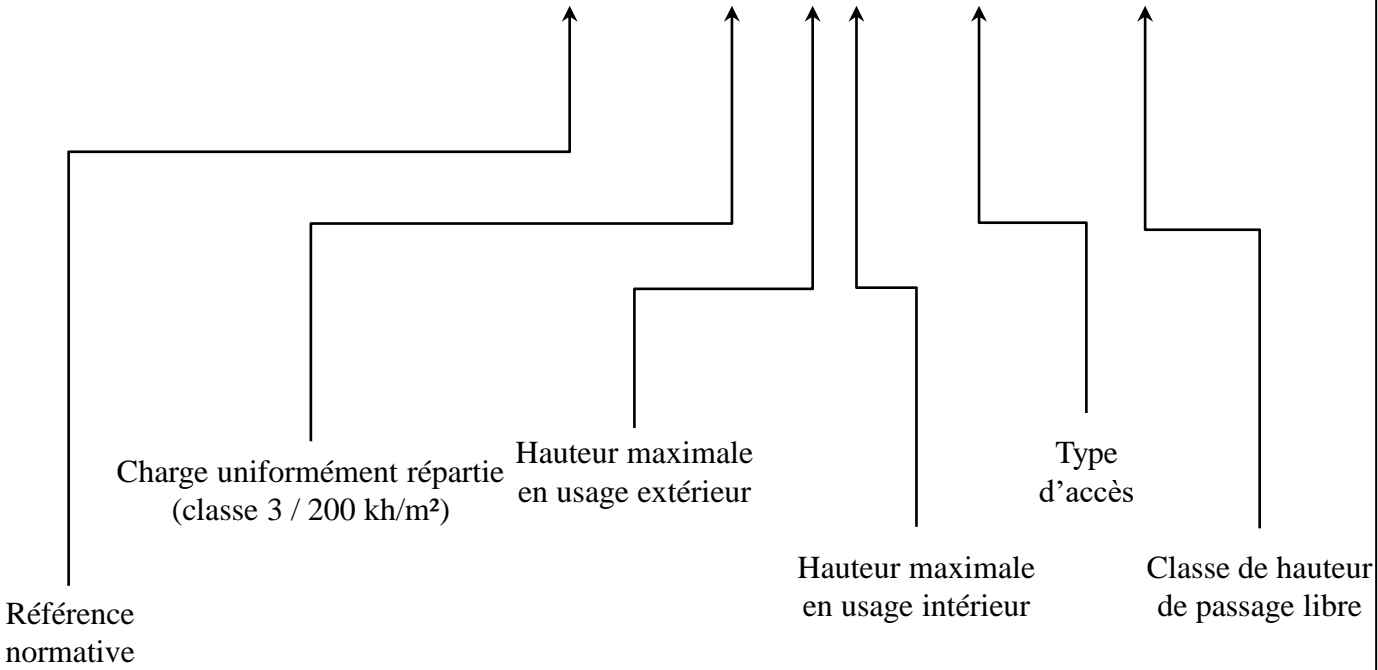 Charge uniformément répartie
(classe 3 / 200 kh/m²)
Hauteur maximale
en usage extérieur
Type
d’accès
Hauteur maximale
en usage intérieur
Classe de hauteur
de passage libre
Référence
normative